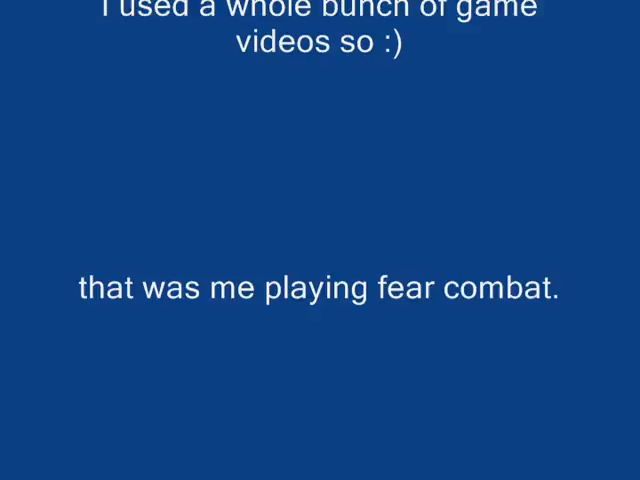 I used a whole bunch of game
videos so :)
that was me playing fear combat.